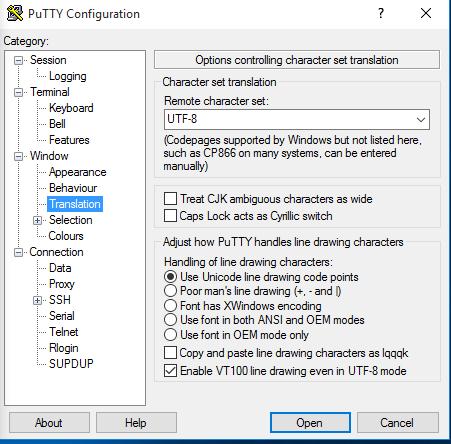 PuTTY Configuration
?
Category:
Session
Logging
Terminal
Keyboard
Bell
Features
Window
Appearance
Behaviour
Translation
Selection
Colours
Connection
Data
Proxy
SSH
Serial
Telnet
Rlogin
SUPDUP
Options controlling character set translation
Character set translation
Remote character set:
UTF-8
(Codepages supported by Windows but not listed here,
such as CP866 on many systems, can be entered
manually)
Treat CJK ambiguous characters as wide
Caps Lock acts as Cyrillic switch
Adjust how PuTTY handles line drawing characters
Handling of line drawing characters:
Use Unicode line drawing code points
Poor man's line drawing (+, - and |)
Font has XWindows encoding
Use font in both ANSI and OEM modes
Use font in OEM mode only
Copy and paste line drawing characters as lqqqk
Enable VT100 line drawing even in UTF-8 mode
About
Help
Open
Cancel